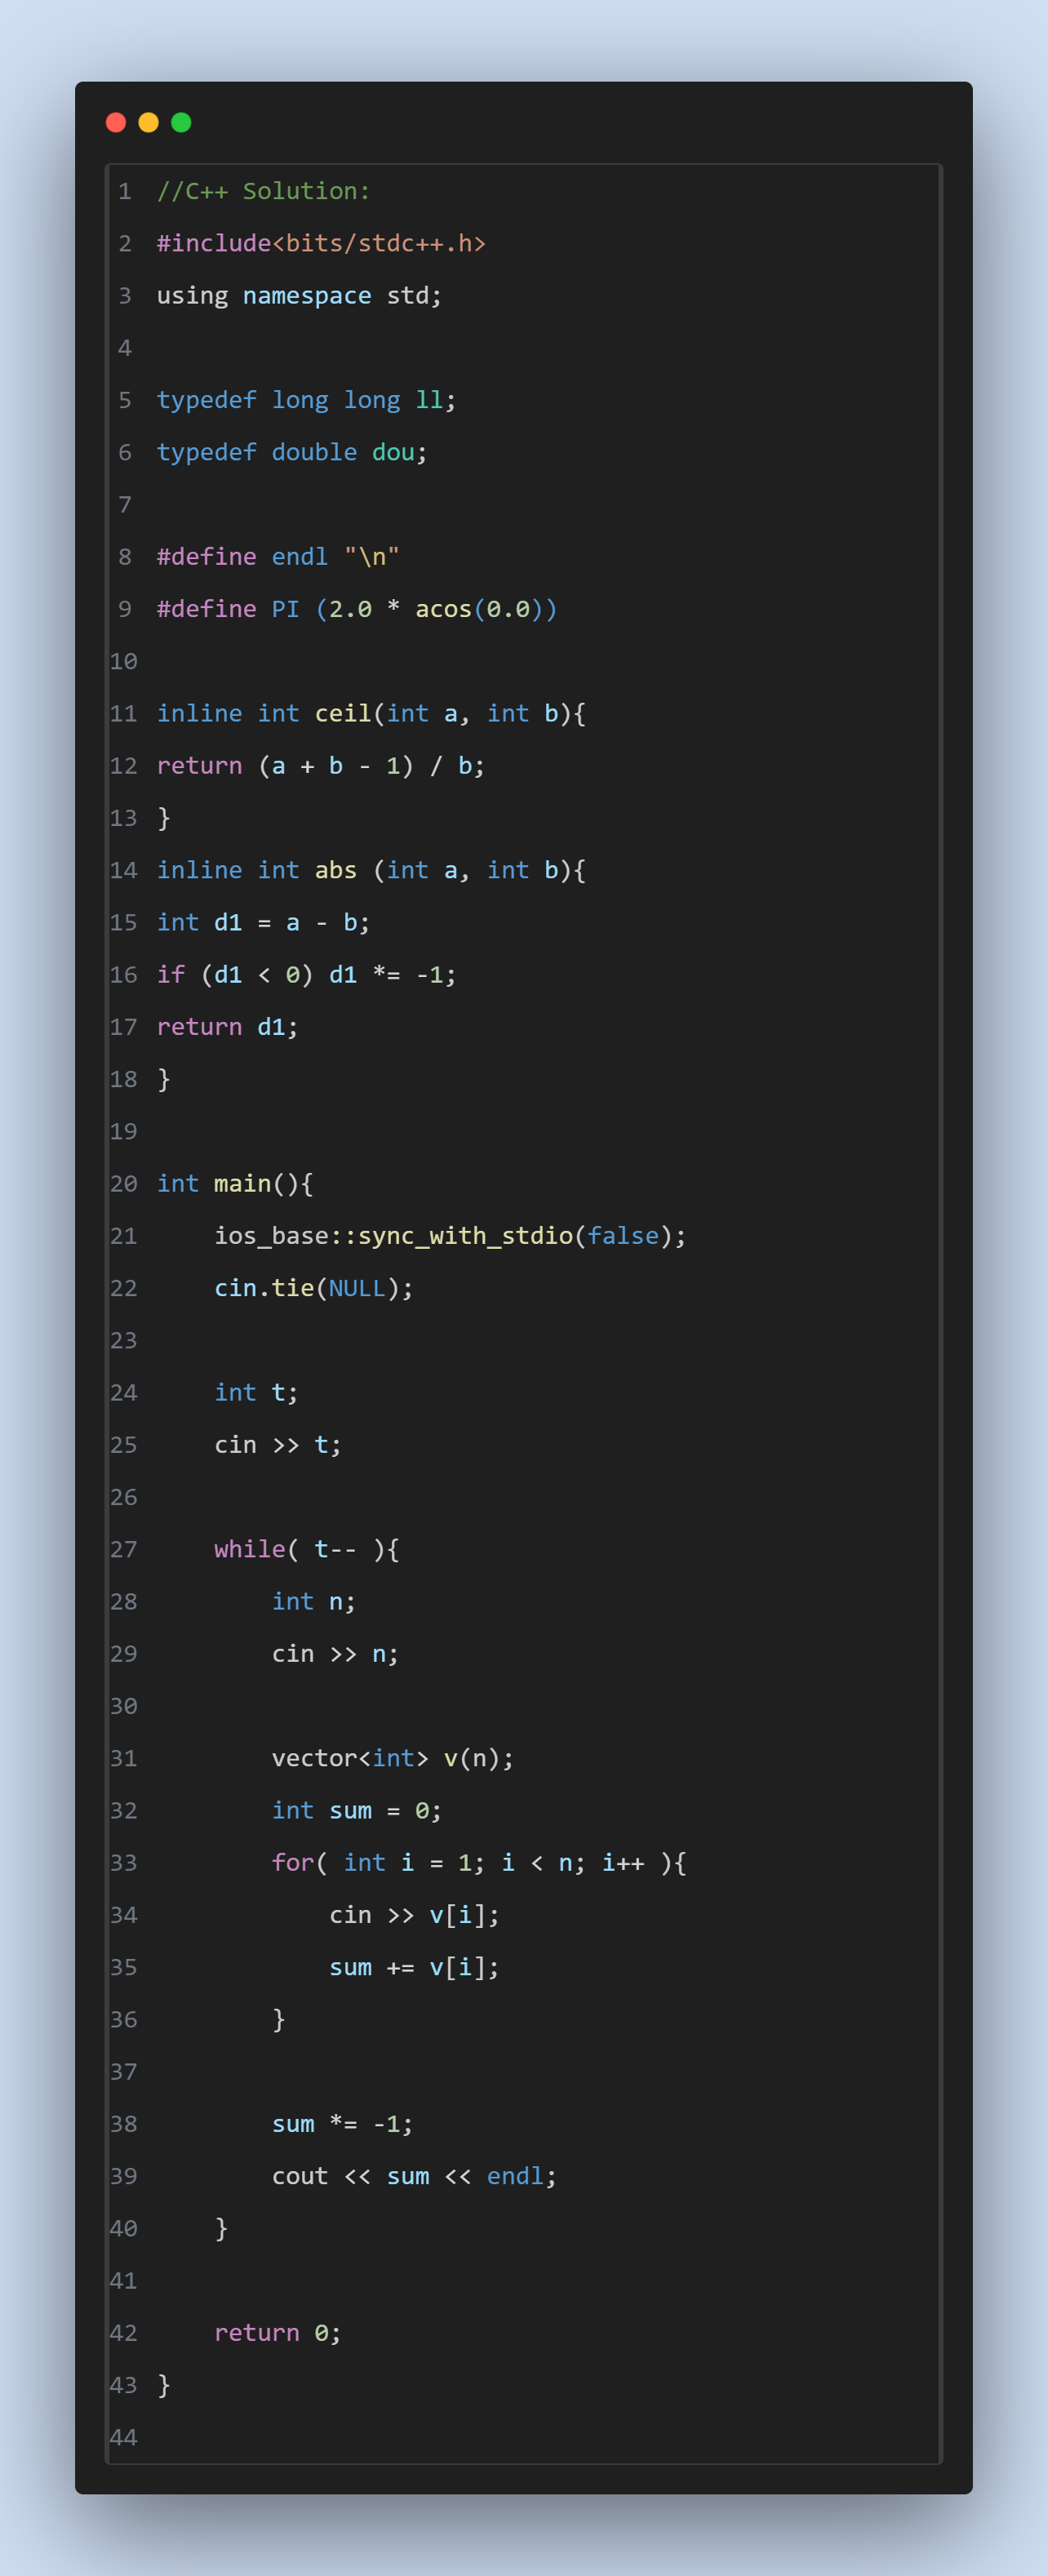 1 //C++ Solution:
2 #include<bits/stdc++.h>
3 using namespace std;
4
5 typedef long long ll;
6 typedef double dou;
7
8 #define endl "\n"
9 #define PI (2.0 * acos(0.0))
10
11 inline int ceil(int a, int b){
12 return (a + b - 1) / b;
13 }
14 inline int abs (int a, int b){
15 int d1 = a - b;
16 if (d1 < 0) d1 *= -1;
17 return d1;
18 }
19
20 int main(){
21     ios_base::sync_with_stdio(false);
22     cin.tie(NULL);
23
24     int t;
25     cin >> t;
26
27     while( t-- ){
28         int n;
29         cin >> n;
30
31         vector<int> v(n);
32         int sum = 0;
33         for( int i = 1; i < n; i++ ){
34             cin >> v[i];
35             sum += v[i];
36         }
37
38         sum *= -1;
39         cout << sum << endl;
40     }
41
42     return 0;
43 }
44